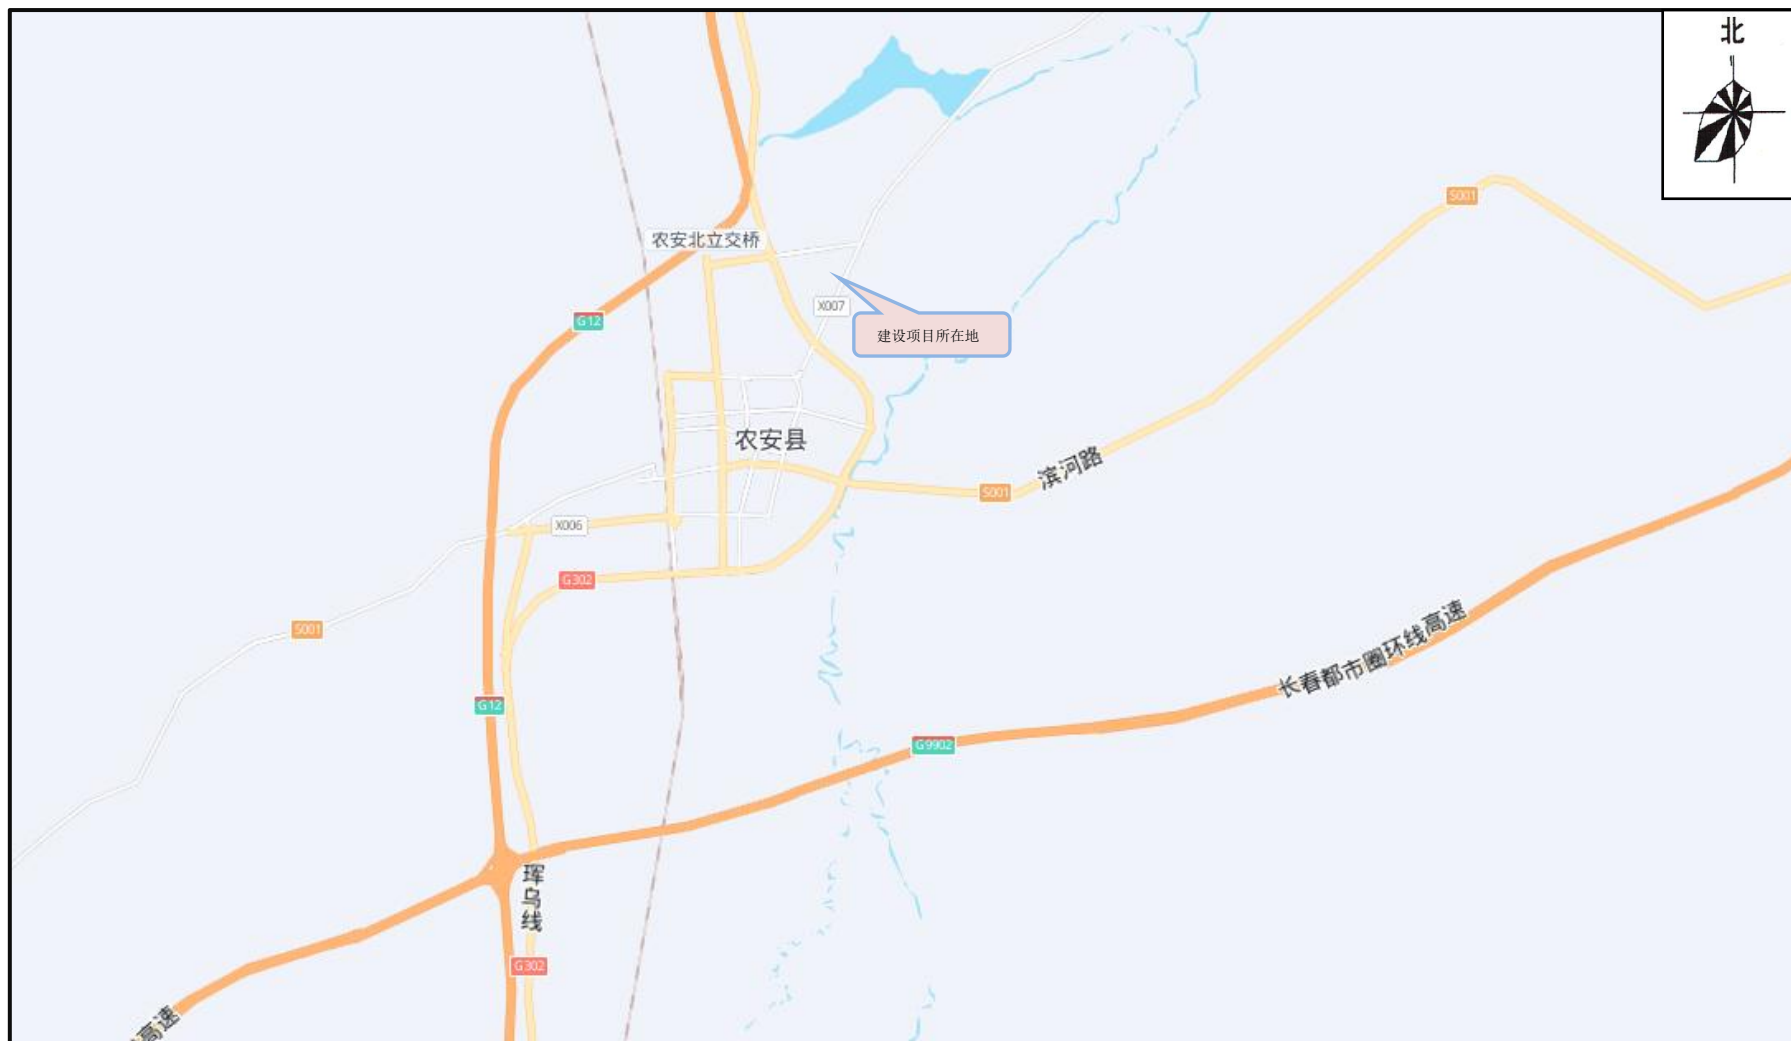 北
S001
农安北立交桥
X007
G12
建设项目所在地
农安县
滨河路
S001
X006
G302
S001
长春都市圈环线高速
G12
G9902
珲乌线
G302
高速